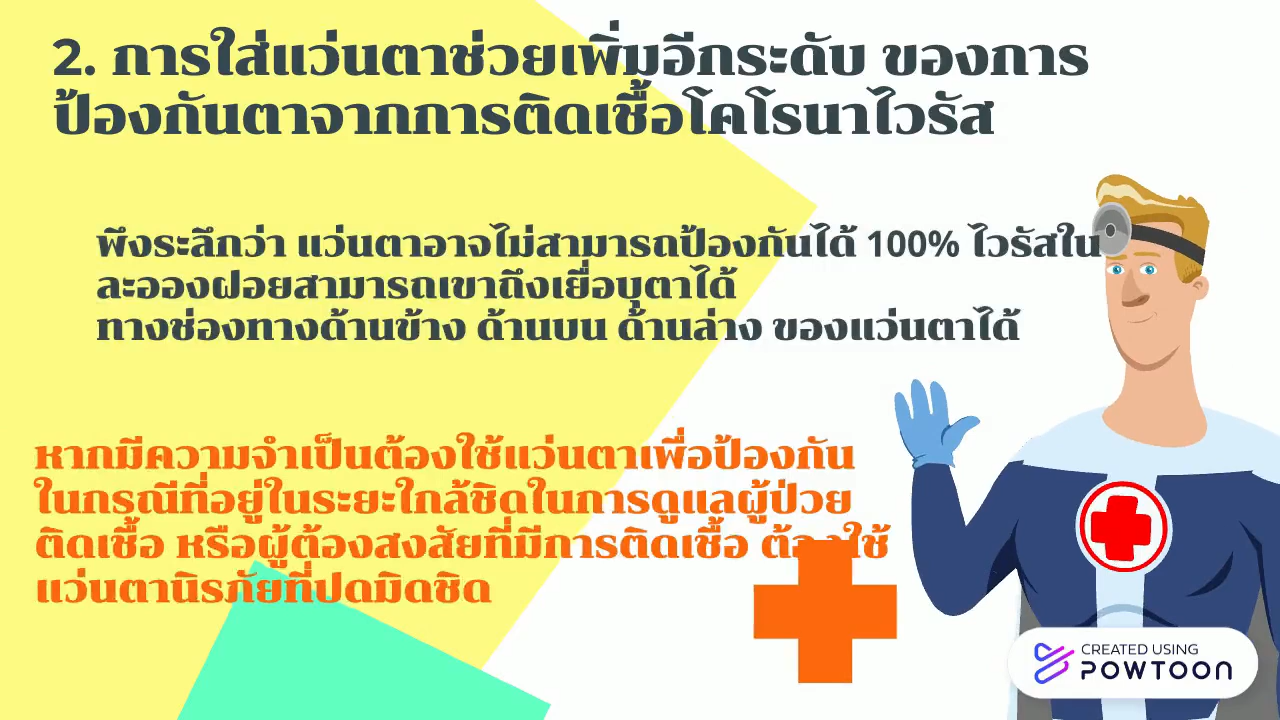 2. การใส่แว่นตาช่วยเพิ่มอีกระดับ ของการ
ป้องกันตาจากการติดเชื้อโคโรนาไวรัส
พึงระลึกว่า แว่นตาอาจไม่สามารถป้องกันได้ 100% ไวรัสใน
ละอองฝอยสามารถเขาถึงเยื่อบุตาได้
ทางช่องทางด้านข้าง ด้านบน ด้านล่าง ของแว่นตาได้
หากมีความจำเป็นต้องใช้แว่นตาเพื่อป้องกัน
ในกรณีที่อยู่ในระยะใกล้ชิดในการดูแลผู้ป่วย
ติดเชื้อ หรือผู้ต้องสงสัยที่มีการติดเชื้อ ต้องใช้
แว่นตานิรภัยที่ปดมิดชิด
CREATED USING
POWTOON